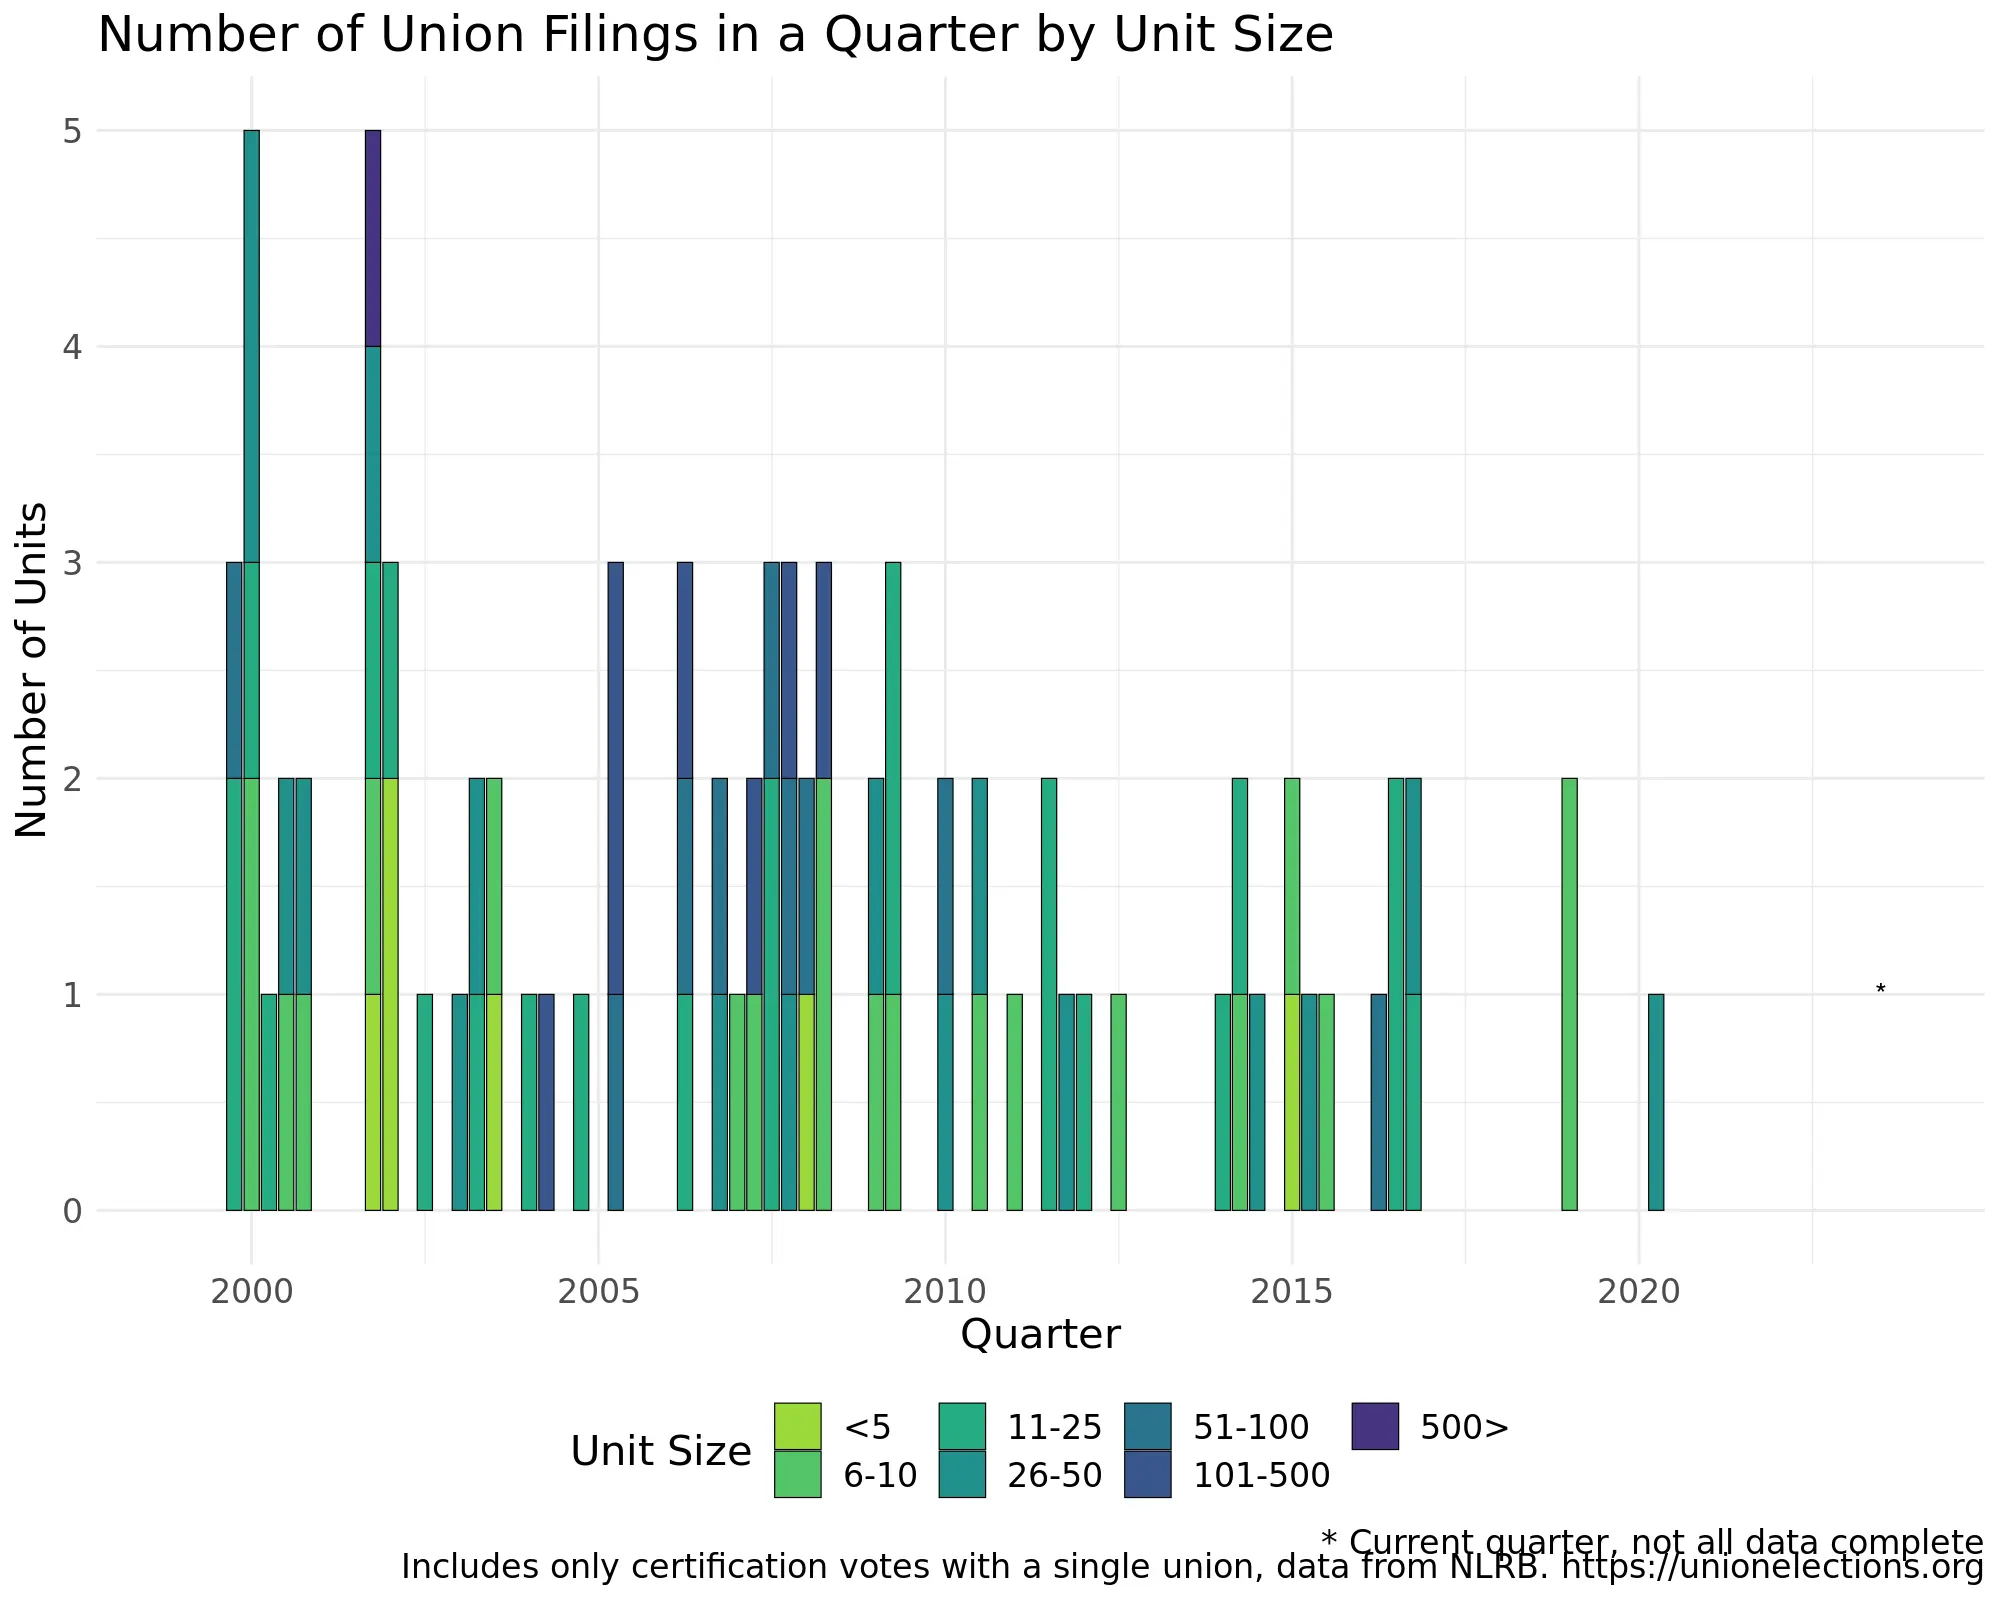 Number of Union Filings in a Quarter by Unit Size
Number of Units
5
4
3
2
1
0
*
2000 2005 2010 2015 2020
Quarter
Unit Size
<5 11-25 51-100 500>
6-10 26-50 101-500
* Current quarter, not all data complete
Includes only certification votes with a single union, data from NLRB. https://unionelections.org